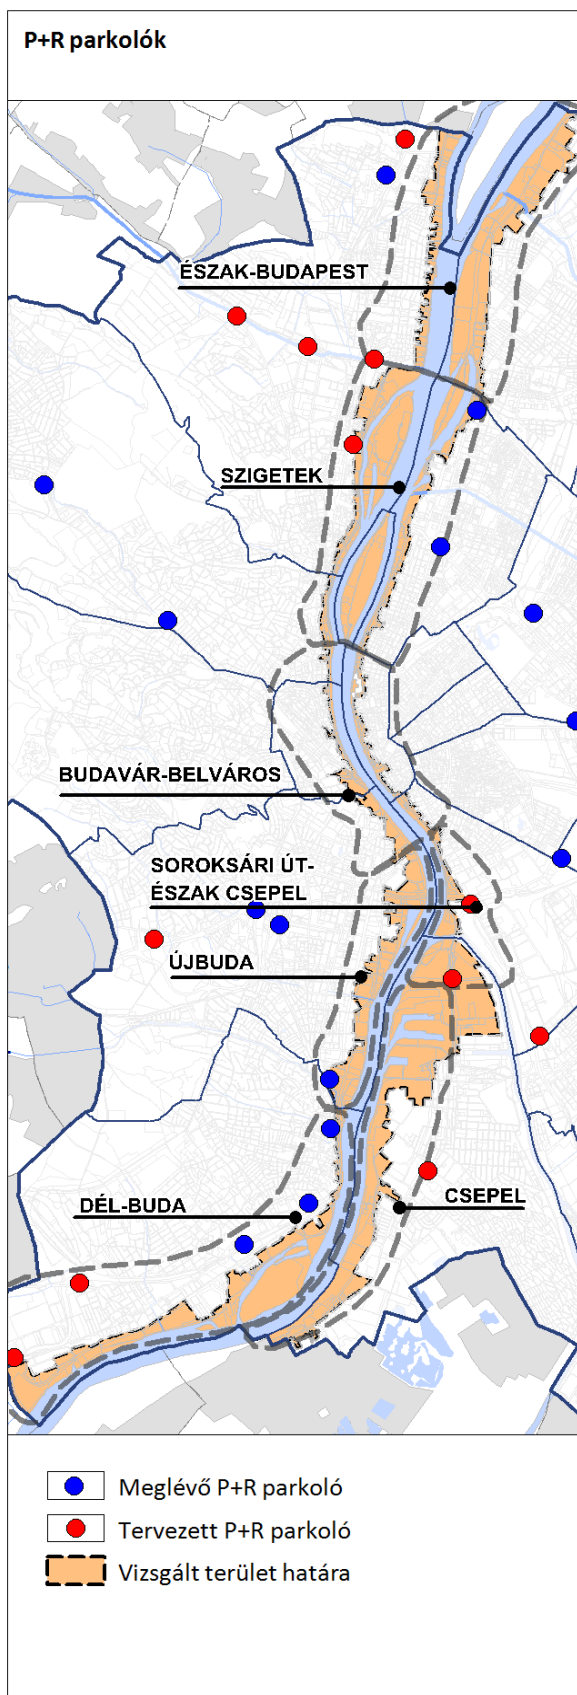 P+R parkolók
ÉSZAK-BUDAPEST
SZIGETEK
BUDAVÁR-BELVÁROS
SOROKSÁRI ÚT-
ÉSZAK CSEPEL
ÚJBUDA
DÉL-BUDA
CSEPEL
Meglévő P+R parkoló
Tervezett P+R parkoló
Vizsgált terület határa